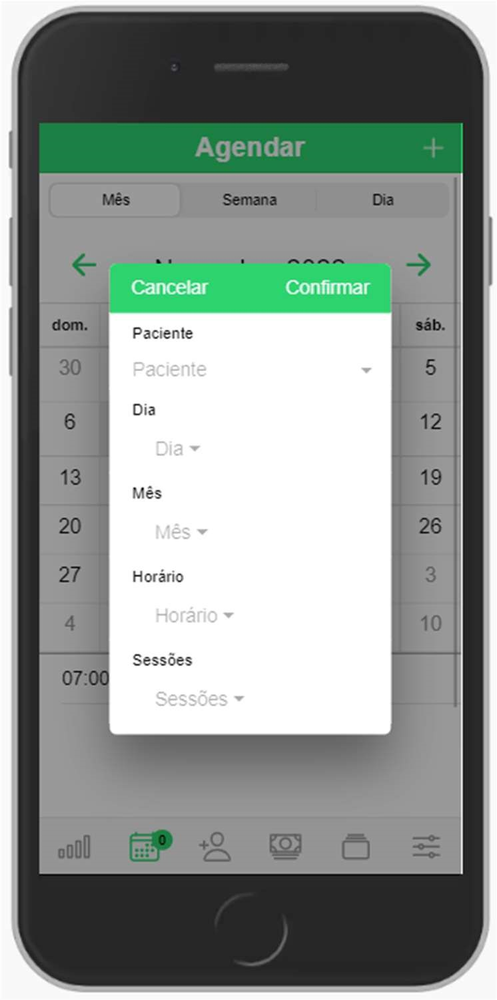 Agendar
Mês Semana Dia
Cancelar Confirmar
dom. sáb.
Paciente
Paciente
30 5
Dia
6 12
Dia
13 19
Mês
20 26
Mês
27 3
Horário
Horário
4 10
Sessões
07:00
Sessões
0